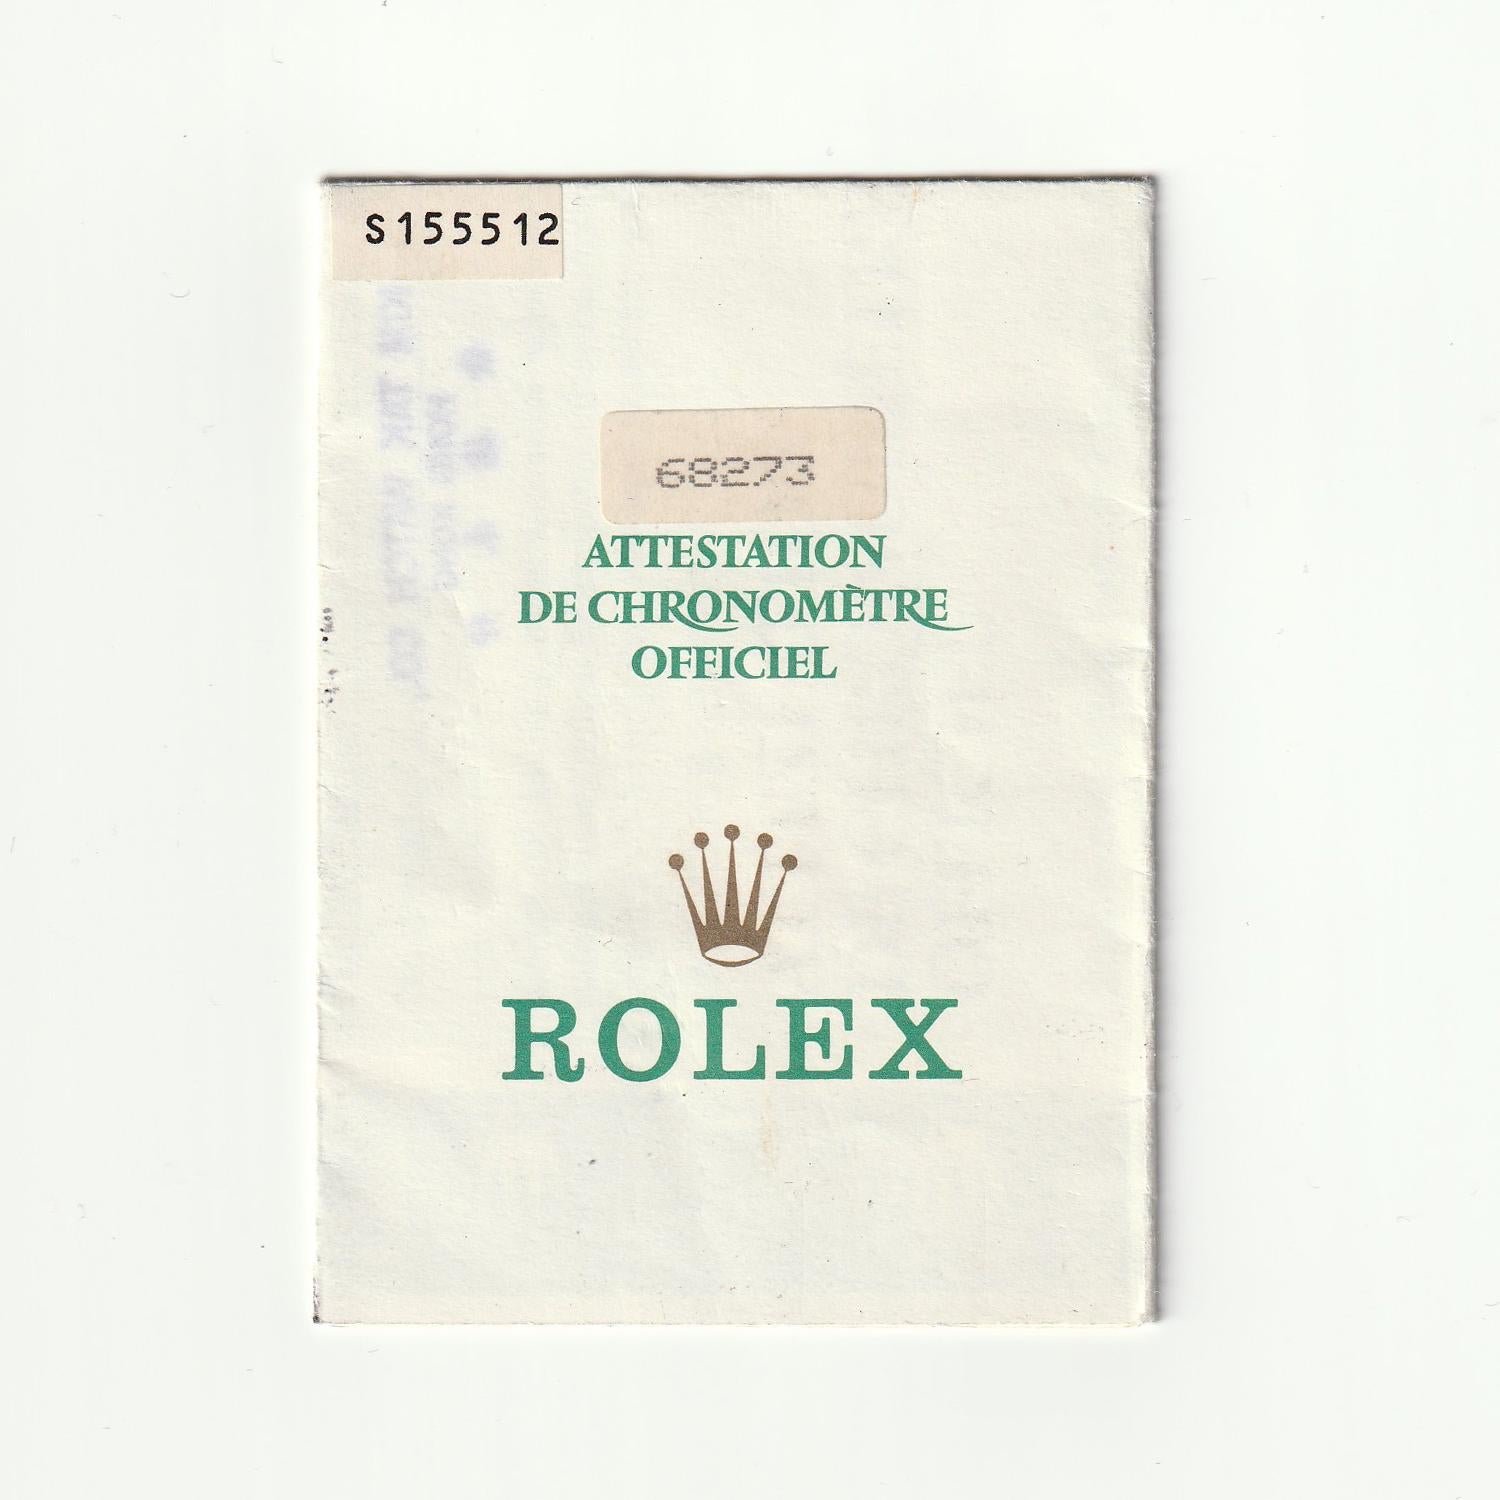 S155512
68273
ATTESTATION
DE CHRONOMÈTRE
OFFICIEL
ROLEX